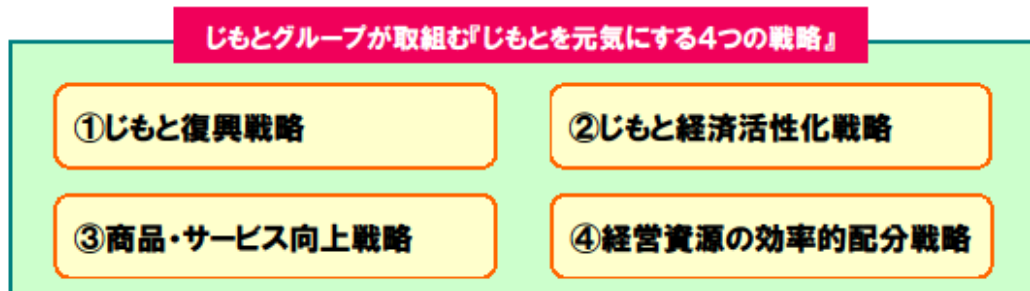 じもとグループが取組む『じもとを元気にする４つの戦略』
①じもと復興戦略
②じもと経済活性化戦略
③商品・サービス向上戦略
④経営資源の効率的配分戦略